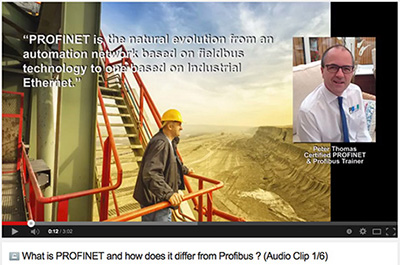 “PROFINET is the natural evolution from an
automation network based on fieldbus
technology to one based on Industrial
Ethernet.”
Peter Thomas
Certified PROFINET
& Profibus Trainer
0:12 / 3:02
What is PROFINET and how does it differ from Profibus ? (Audio Clip 1/6)